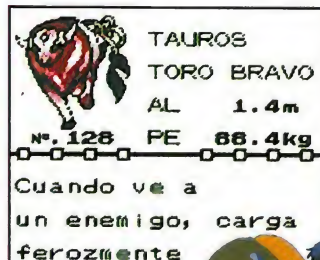 TAUROS
TORO BRAVO
AL 1.4m
Nº.128 PE 88.4kg
Cuando ve a
un enemigo, carga
ferozmente